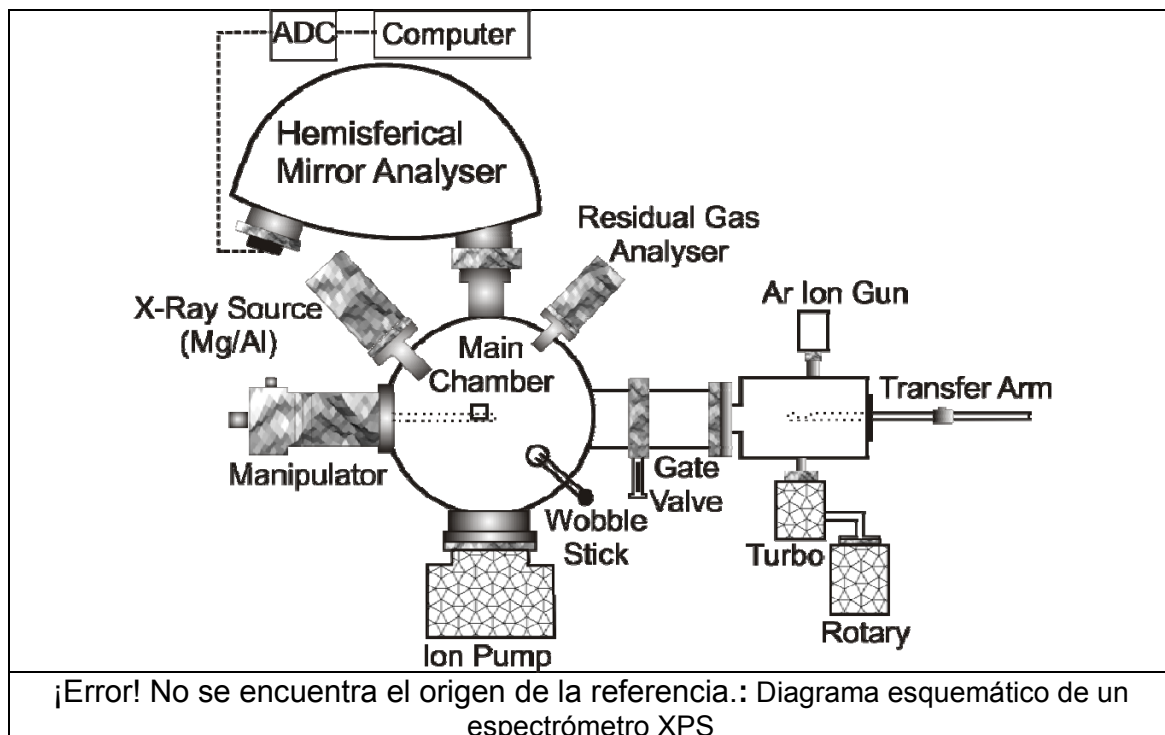 ADC
Computer
Hemisferical
Mirror Analyser
Residual Gas
Analyser
X-Ray Source
(Mg/Al)
Ar Ion Gun
Main
Chamber
Transfer Arm
Manipulator
Gate
Valve
Wobble
Stick
Turbo
Rotary
Ion Pump
¡Error! No se encuentra el origen de la referencia.: Diagrama esquemático de un
espectrómetro XPS